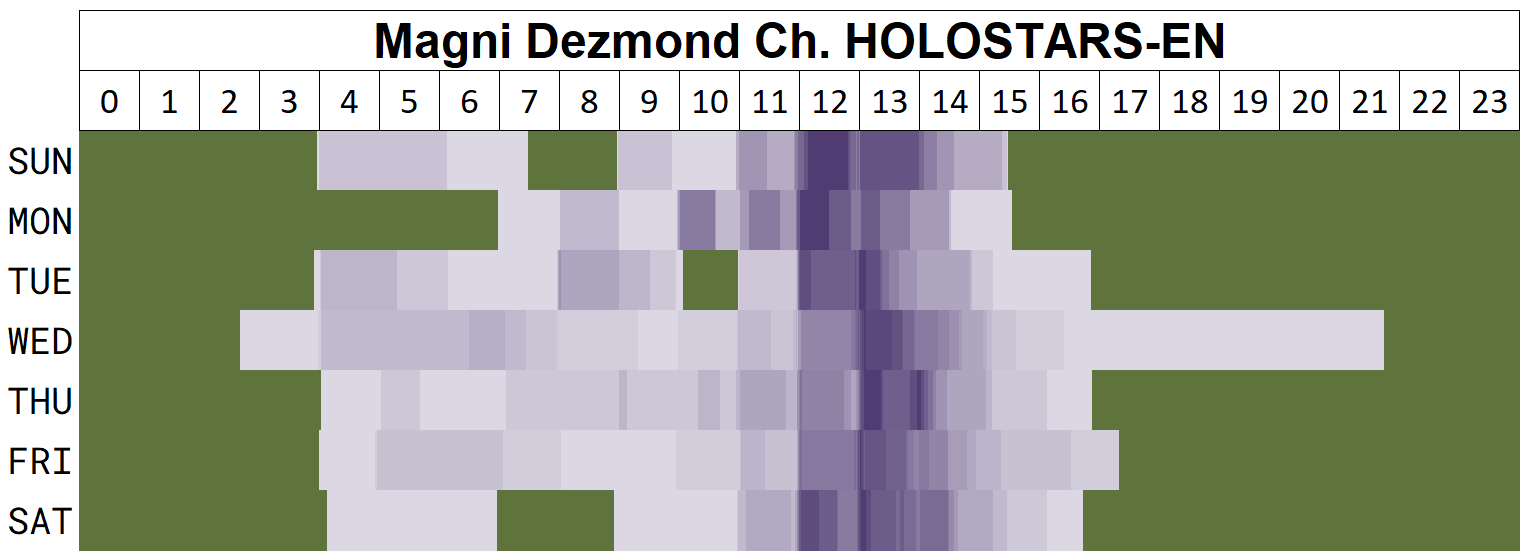 Magni Dezmond Ch. HOLOSTARS-EN
0 1 2 3 4 5 6 7 8 9 10 11 12 13 14 15 16 17 18 19 20 21 22 23
SUN
MON
TUE
WED
THU
FRI
SAT